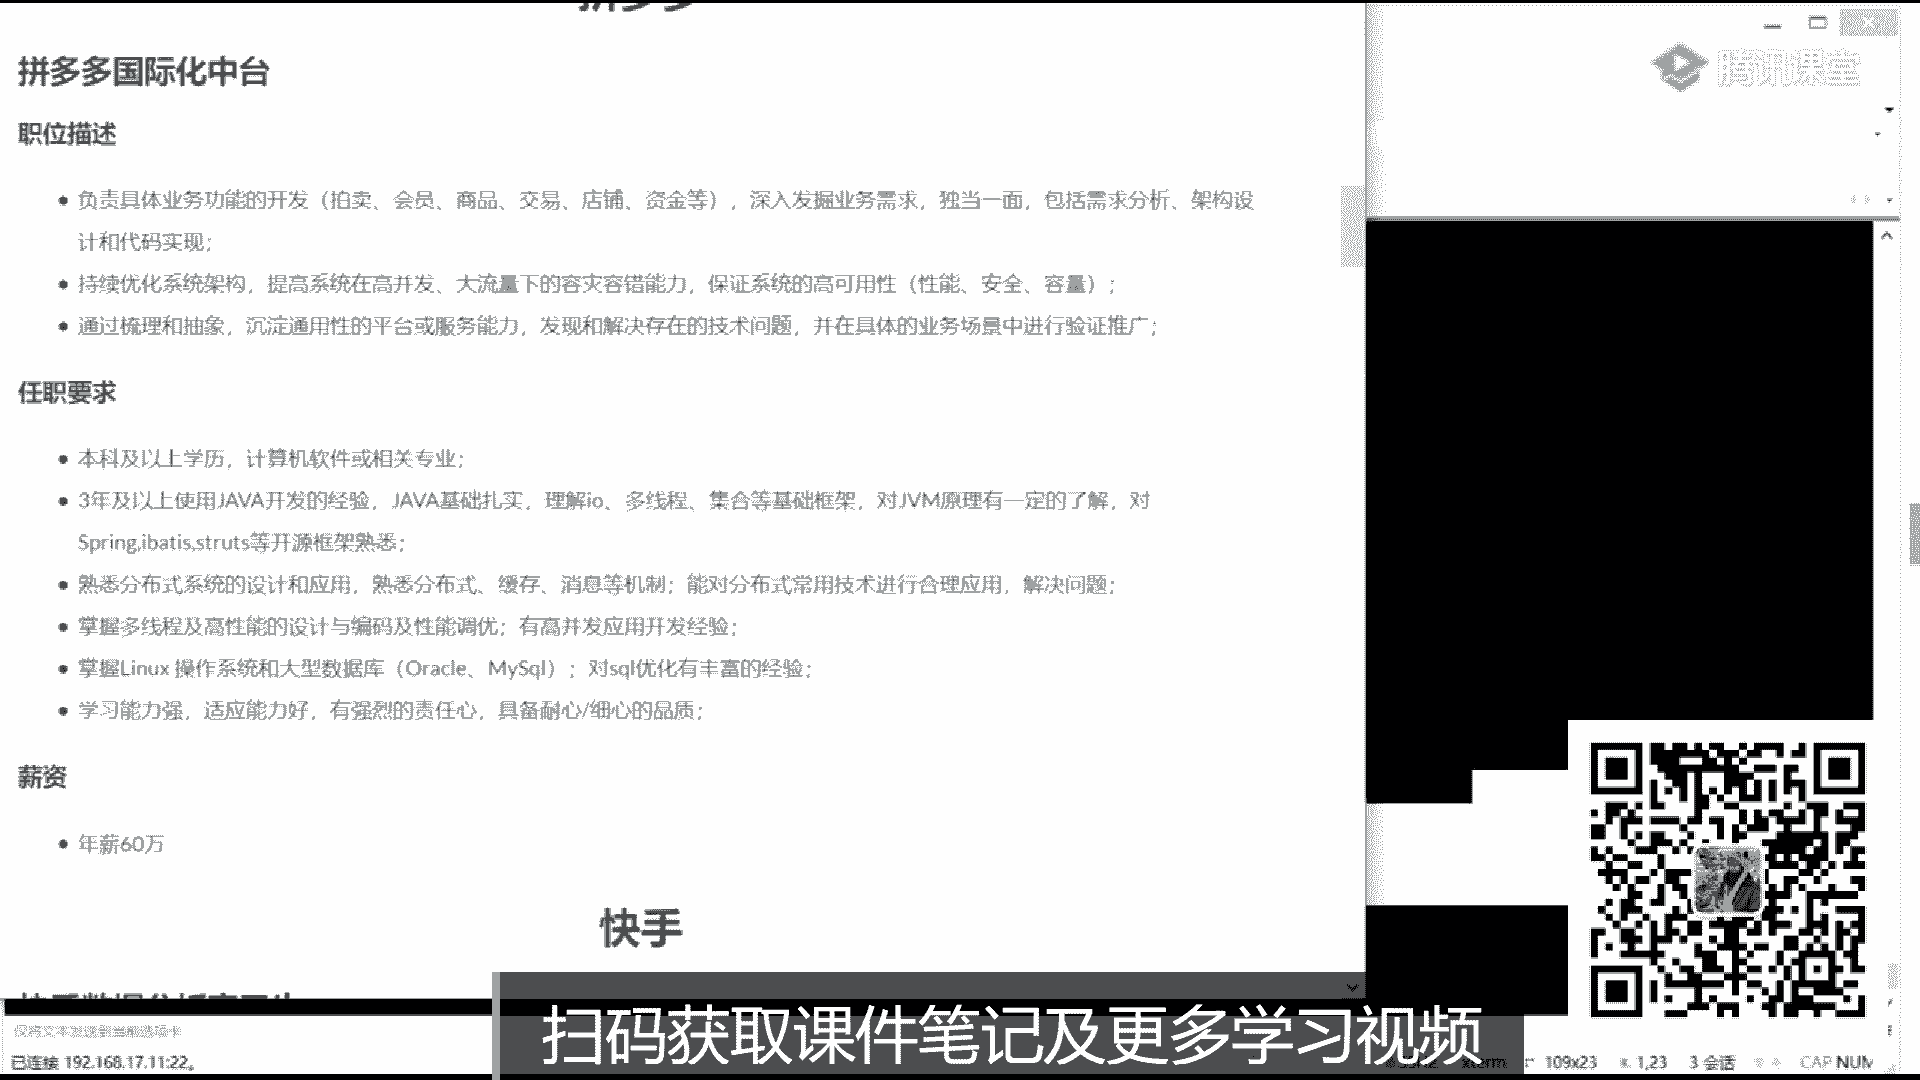 拼多多
拼多多国际化中台
腾讯课堂
职位描述
负责具体业务功能的开发（拍卖、会员、商品、交易、店铺、资金等），深入发掘业务需求，独当一面，包括需求分析、架构设
计和代码实现；
持续优化系统架构，提高系统在高并发、大流量下的容灾容错能力，保证系统的高可用性（性能、安全、容量）；
通过梳理和抽象，沉淀通用性的平台或服务能力，发现和解决存在的技术问题，并在具体的业务场景中进行验证推广；
任职要求
本科及以上学历，计算机软件或相关专业；
3年及以上使用JAVA开发的经验，JAVA基础扎实，理解io、多线程、集合等基础框架，对JVM原理有一定的了解，对
Spring,ibatis,struts等开源框架熟悉；
熟悉分布式系统的设计和应用，熟悉分布式、缓存、消息等机制；能对分布式常用技术进行合理应用，解决问题；
掌握多线程及高性能的设计与编码及性能调优；有高并发应用开发经验；
掌握Linux 操作系统和大型数据库（Oracle、MySql）；对sql优化有丰富的经验；
学习能力强，适应能力好，有强烈的责任心，具备耐心/细心的品质；
薪资
年薪60万
快手
扫码获取课件笔记及更多学习视频
已连接 192.168.17.11:22。
xterm 109x23 1,23 3 会话 CAP NUM